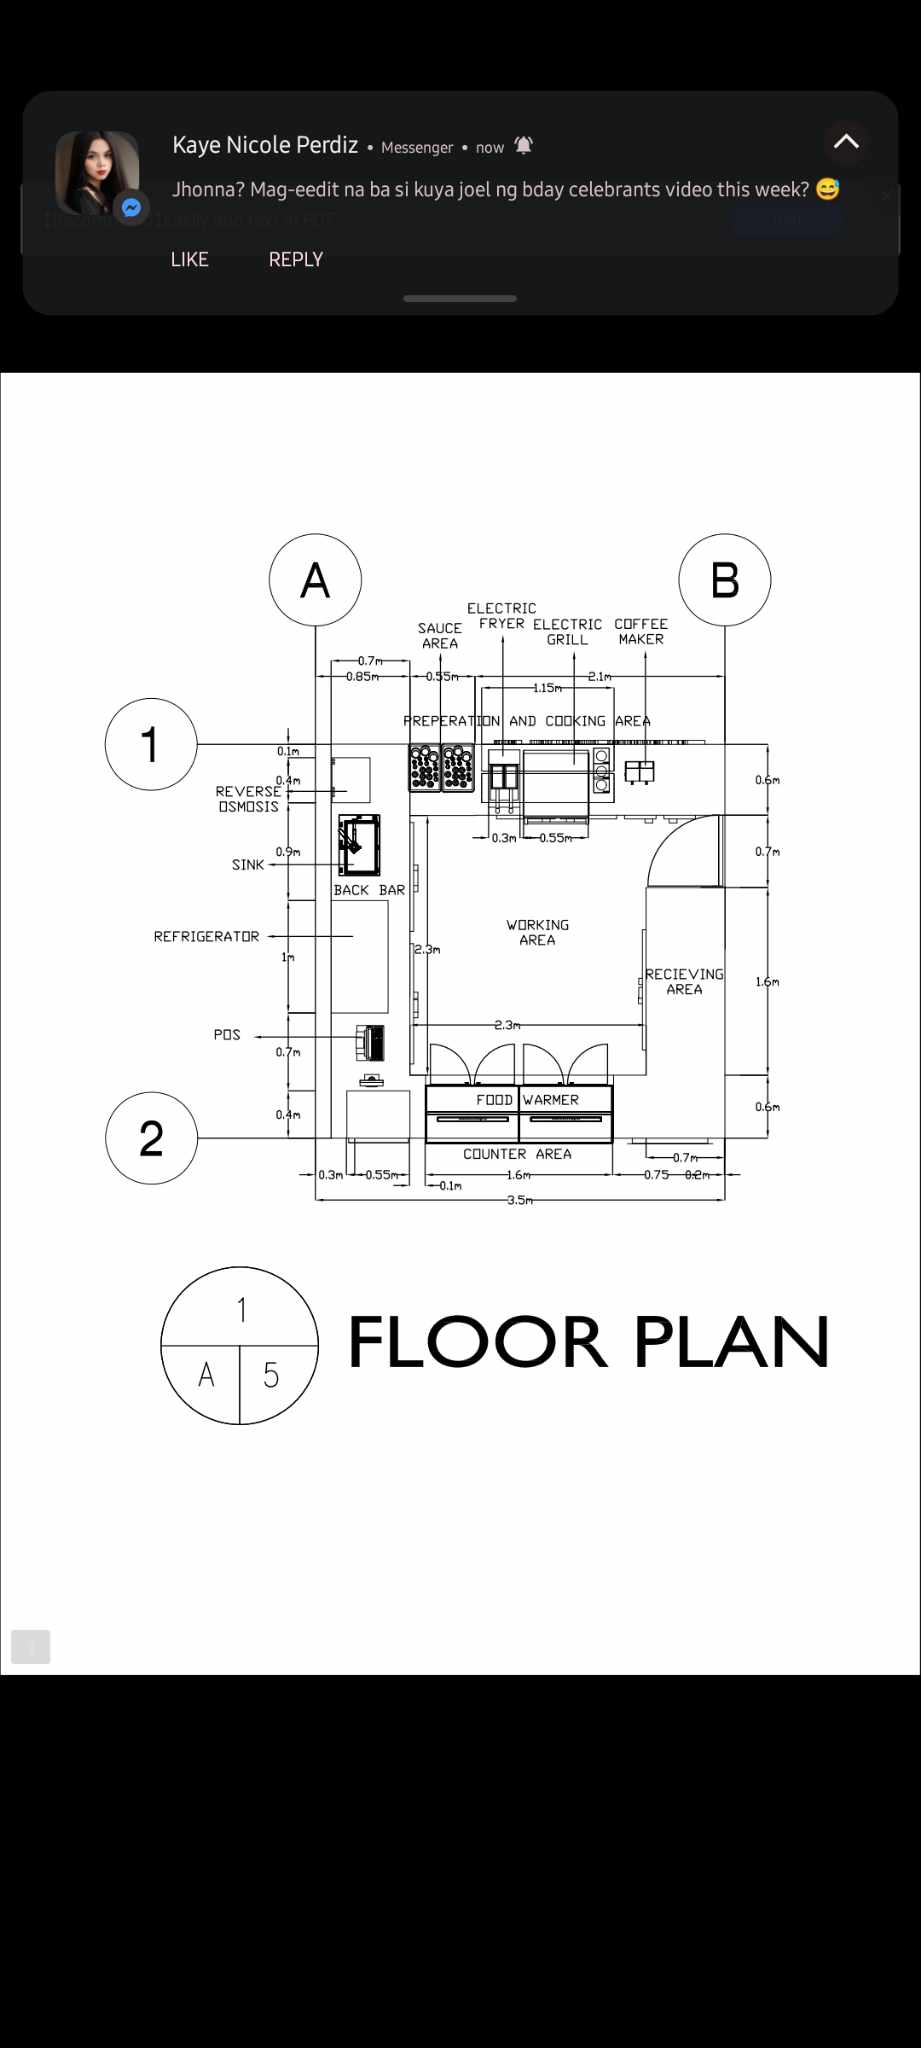 Kaye Nicole Perdiz • Messenger • now
Jhonna? Mag-eedit na ba si kuya joel ng bday celebrants video this week? 😅
LIKE REPLY
A B
ELECTRIC
FRYER
SAUCE
AREA
ELECTRIC
GRILL
COFFEE
MAKER
0.7m
0.85m 0.55m 2.1m
1.15m
PREPERATION AND COOKING AREA
1
0.1m
0.4m
0.6m
REVERSE
OSMOSIS
0.3m 0.55m
0.9m
0.7m
SINK
BACK BAR
WORKING
AREA
REFRIGERATOR
2.3m
1m
RECIEVING
AREA
1.6m
2.3m
POS
0.7m
FOOD WARMER
0.4m
0.6m
2
COUNTER AREA
0.7m
0.3m 0.55m 1.6m 0.75 0.2m
0.1m
3.5m
1
A 5
FLOOR PLAN